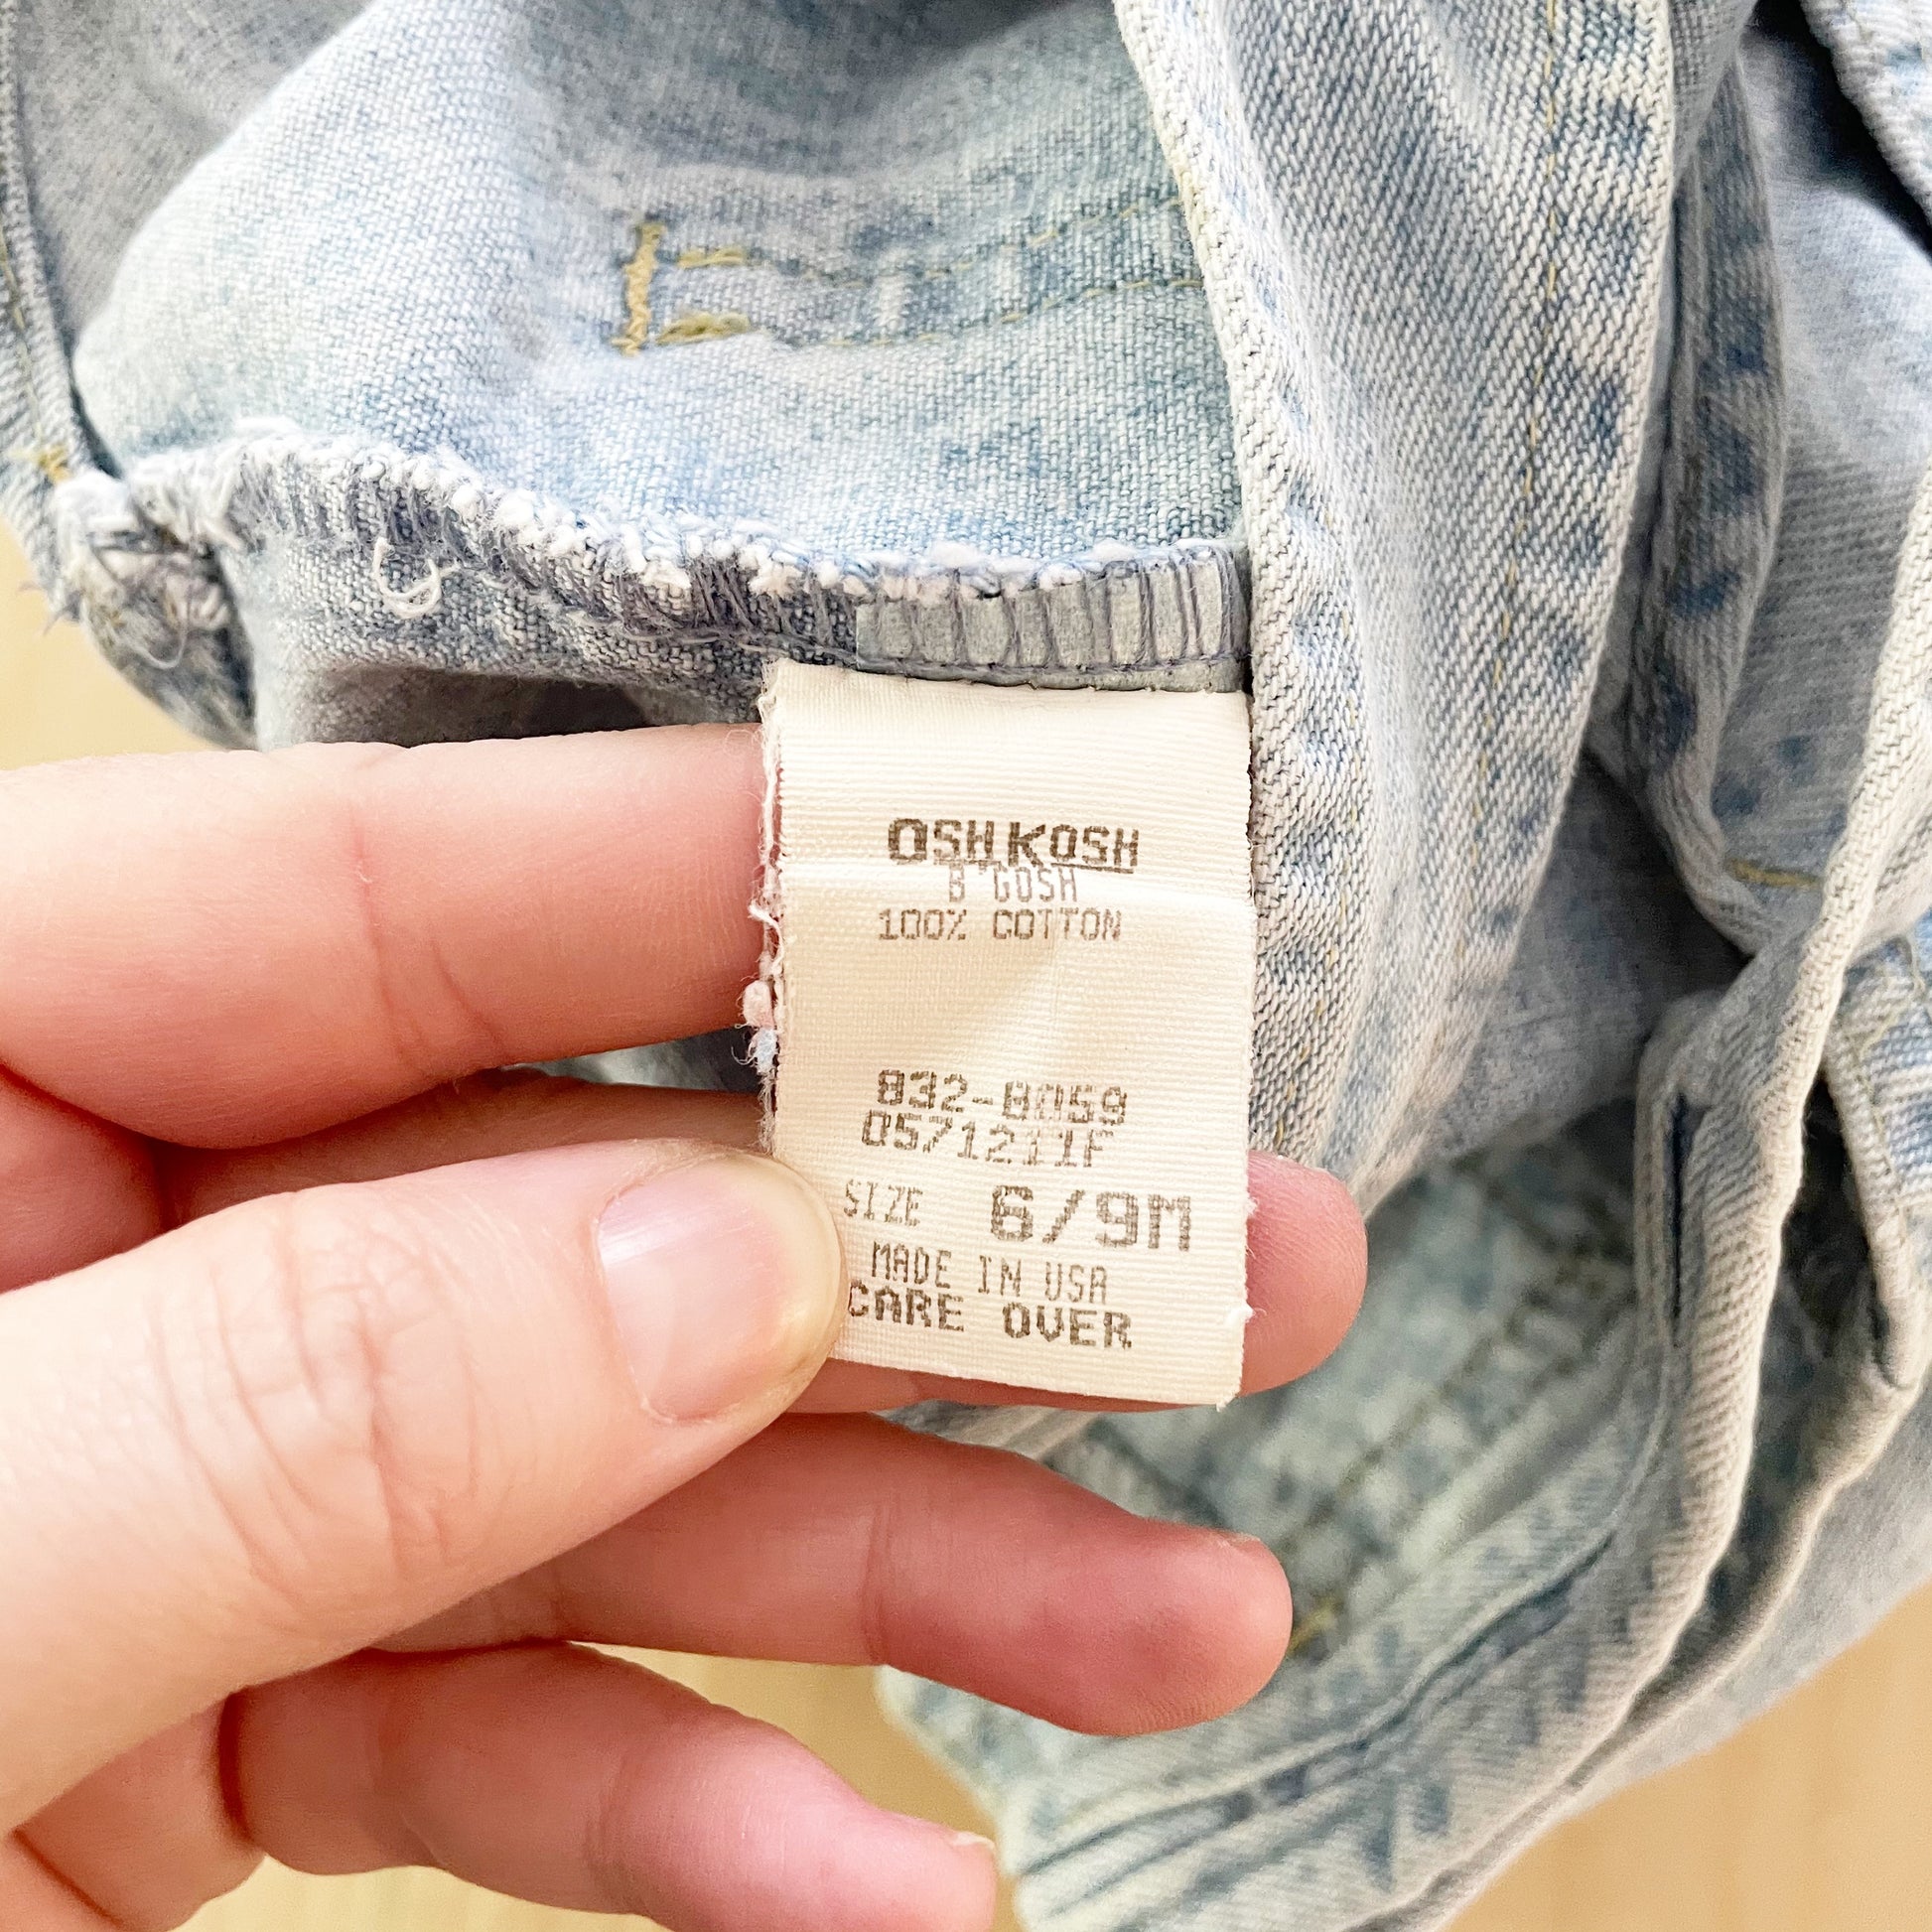 OSH KOSH
B'GOSH
100% COTTON
832-8059
0571211F
SIZE 6/9M
MADE IN USA
CARE OVER